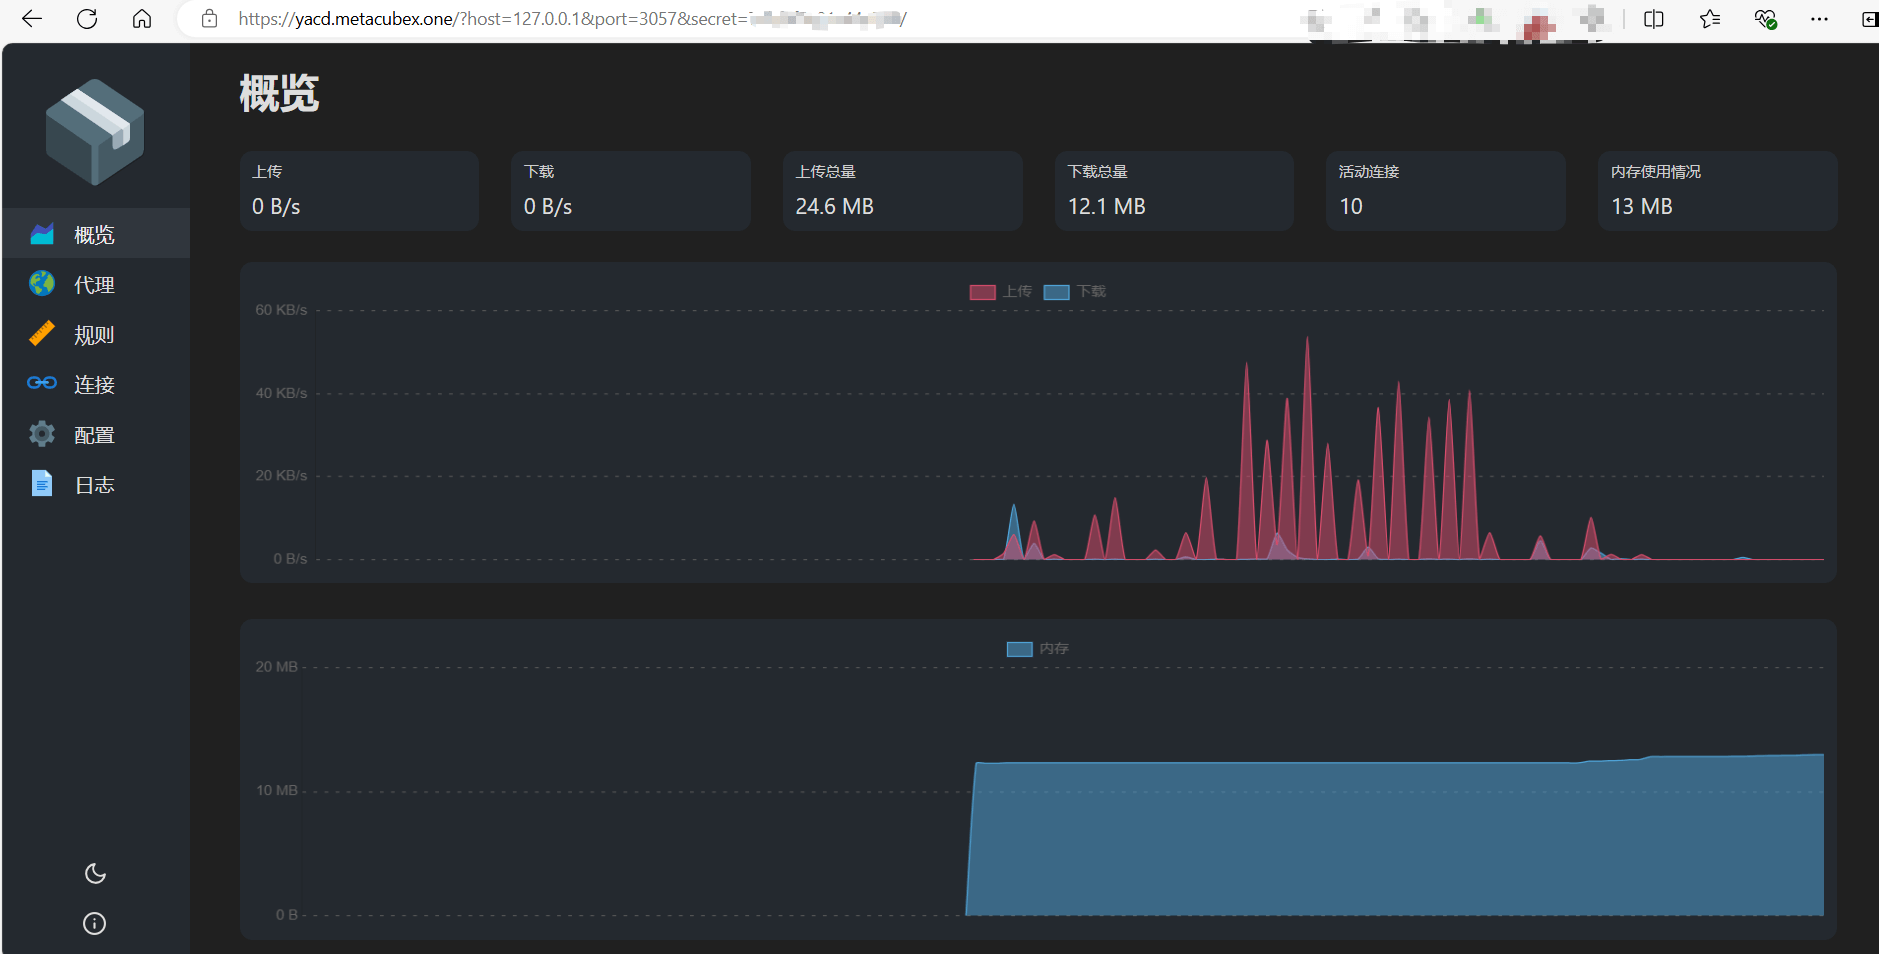 https://yacd.metacubex.one/?host=127.0.0.1&port=3057&secret=
概览
上传
0 B/s
下载
0 B/s
上传总量
24.6 MB
下载总量
12.1 MB
活动连接
10
内存使用情况
13 MB
概览
代理
规则
连接
配置
日志
上传 下载
60 KB/s
40 KB/s
20 KB/s
0 B/s
内存
20 MB
10 MB
0 B